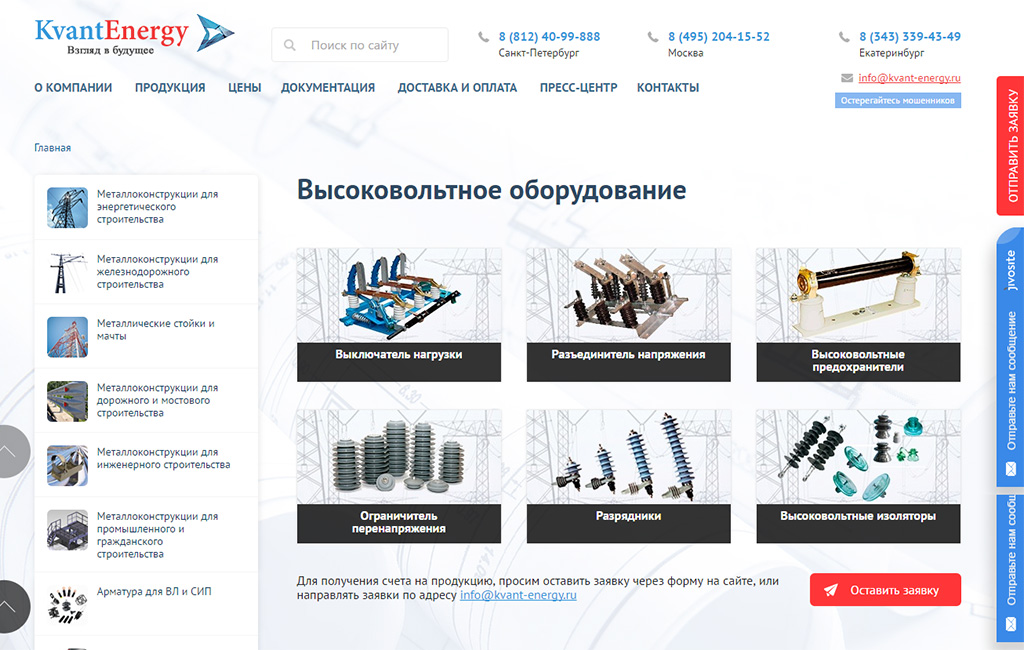 KvantEnergy
Взгляд в будущее
Поиск по сайту
8 (812) 40-99-888
Санкт-Петербург
8 (495) 204-15-52
Москва
8 (343) 339-43-49
Екатеринбург
info@kvant-energy.ru
Остерегайтесь мошенников
О КОМПАНИИ ПРОДУКЦИЯ ЦЕНЫ ДОКУМЕНТАЦИЯ ДОСТАВКА И ОПЛАТА ПРЕСС-ЦЕНТР КОНТАКТЫ
Главная
Металлоконструкции для
энергетического
строительства
Металлоконструкции для
железнодорожного
строительства
Металлические стойки и
мачты
Металлоконструкции для
дорожного и мостового
строительства
Металлоконструкции для
инженерного строительства
Металлоконструкции для
промышленного и
гражданского
строительства
Арматура для ВЛ и СИП
Высоковольтное оборудование
Выключатель нагрузки
Разъединитель напряжения
Высоковольтные
предохранители
Ограничитель
перенапряжения
Разрядники
Высоковольтные изоляторы
Для получения счета на продукцию, просим оставить заявку через форму на сайте, или
направлять заявки по адресу info@kvant-energy.ru
Оставить заявку
ОТПРАВИТЬ ЗАЯВКУ
jivosite
Отправьте нам сообщение
Отправьте нам сообщ